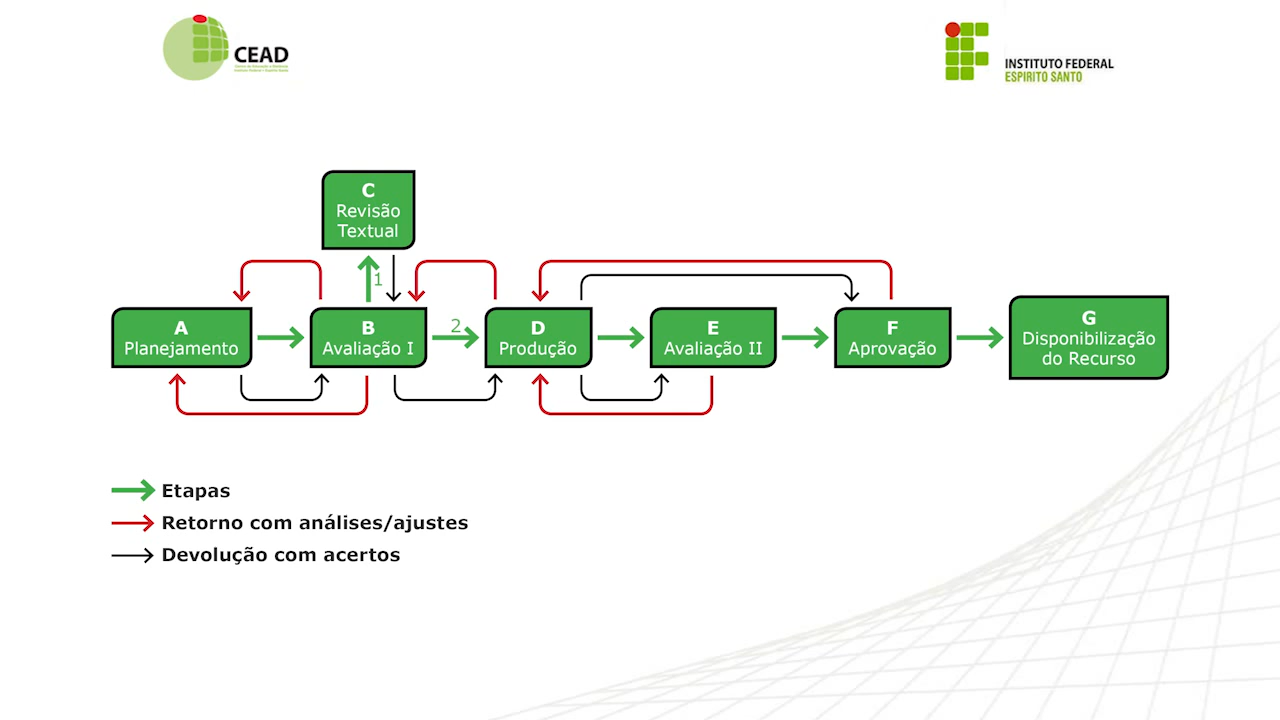 CEAD
INSTITUTO FEDERAL
ESPÍRITO SANTO
C
Revisão
Textual
1
A
Planejamento
B
Avaliação I
2
D
Produção
E
Avaliação II
F
Aprovação
G
Disponibilização
do Recurso
Etapas
Retorno com análises/ajustes
Devolução com acertos